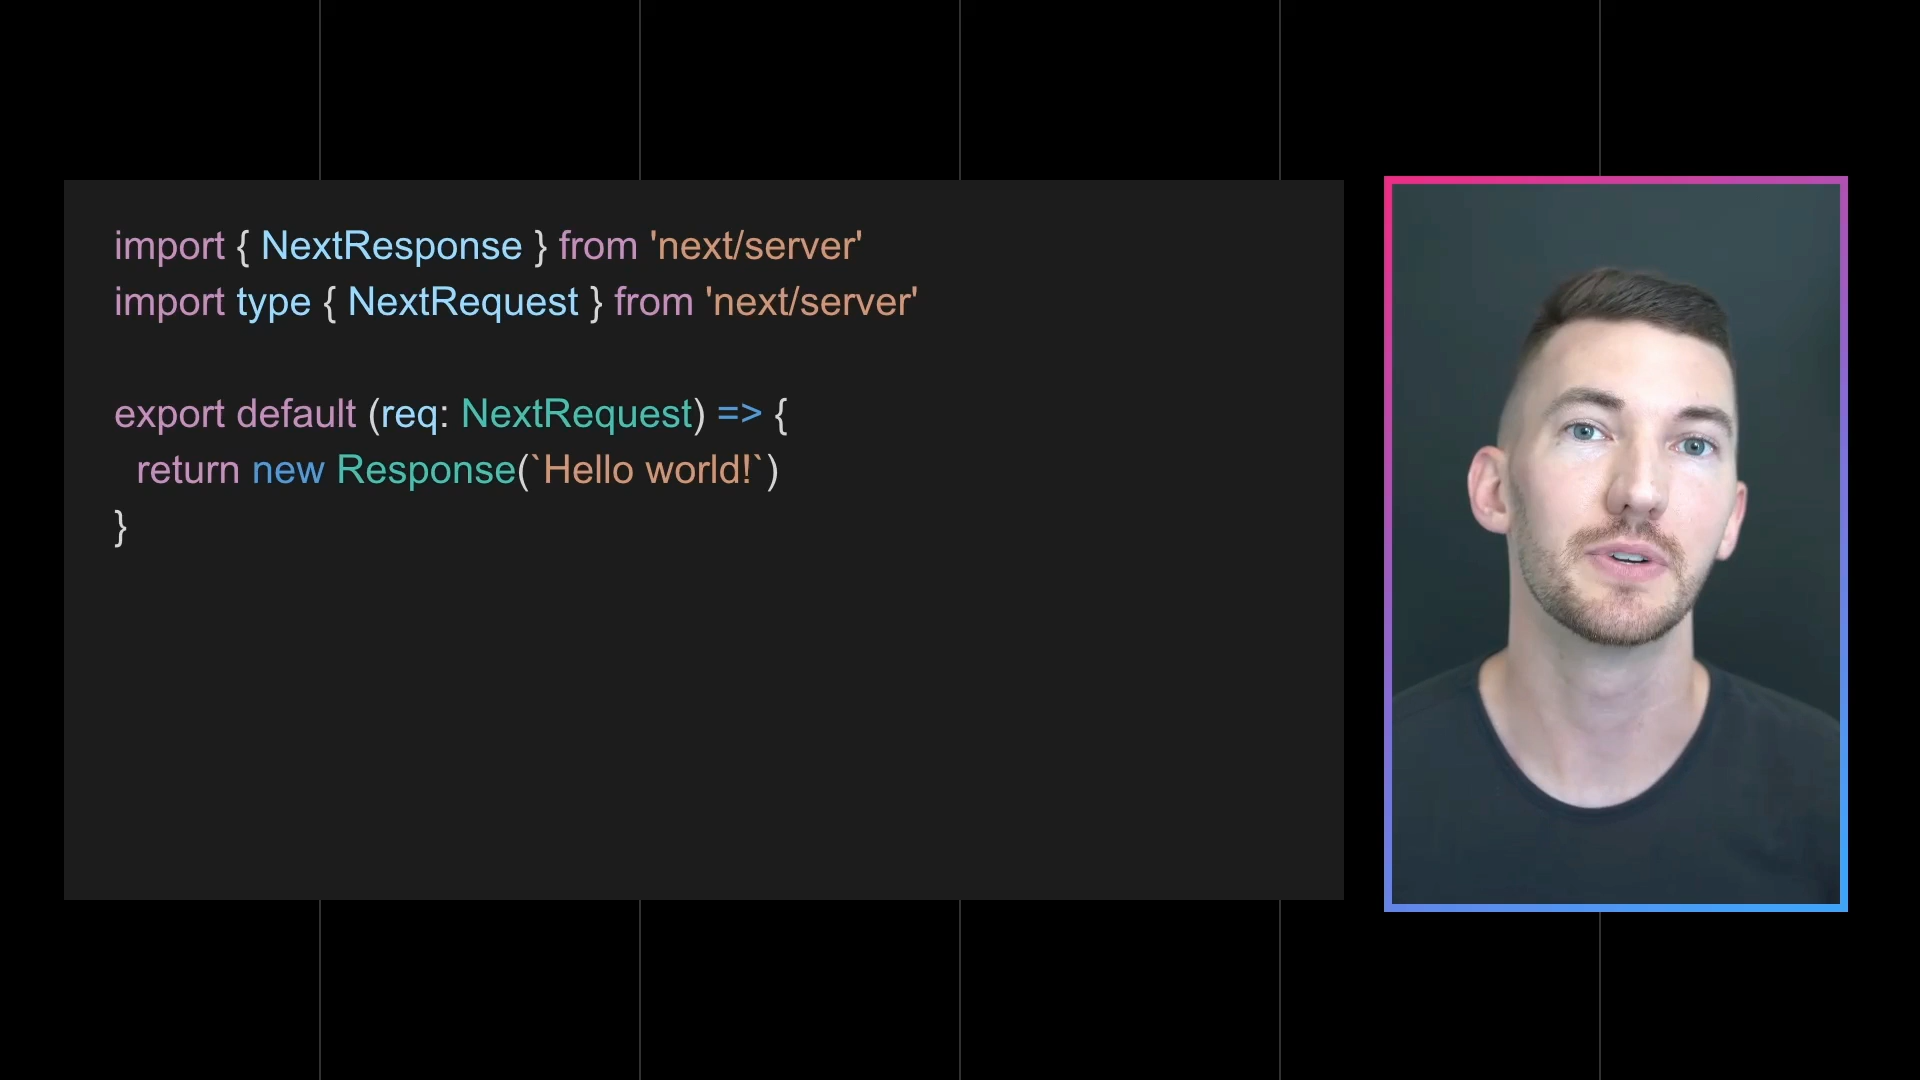 import { NextResponse } from 'next/server'
import type { NextRequest } from 'next/server'
export default (req: NextRequest) => {
return new Response(`Hello world!`)
}